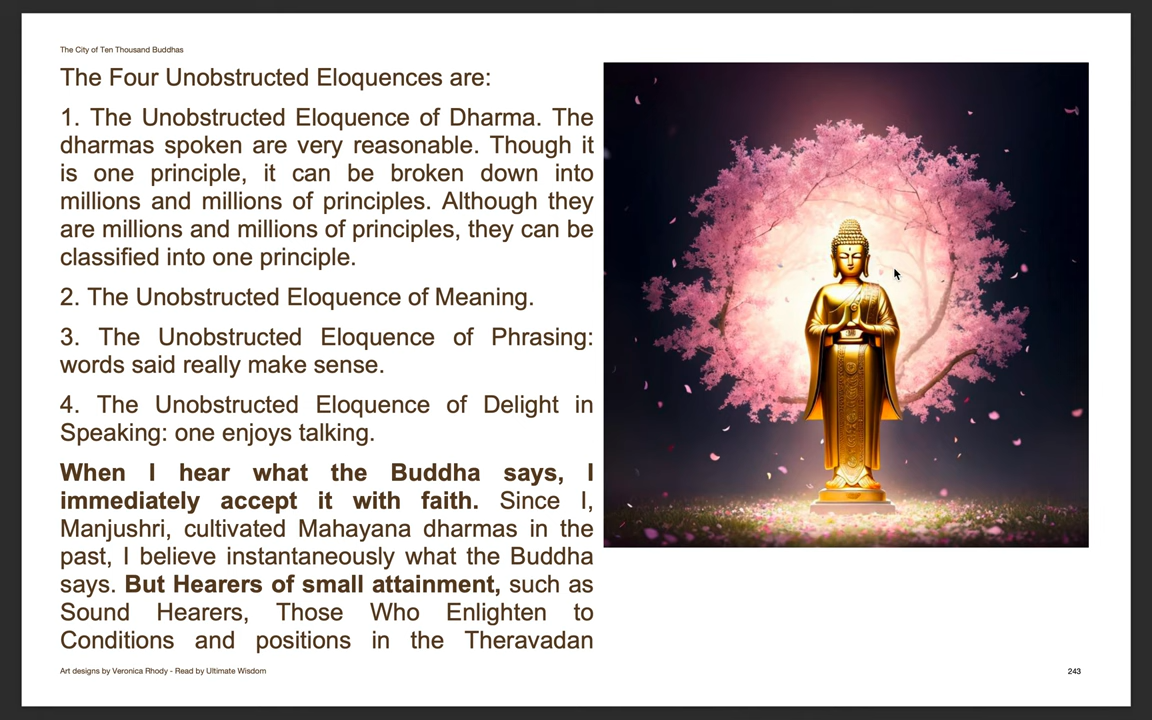 The City of Ten Thousand Buddhas
The Four Unobstructed Eloquences are:
1. The Unobstructed Eloquence of Dharma. The
dharmas spoken are very reasonable. Though it
is one principle, it can be broken down into
millions and millions of principles. Although they
are millions and millions of principles, they can be
classified into one principle.
2. The Unobstructed Eloquence of Meaning.
3. The Unobstructed Eloquence of Phrasing:
words said really make sense.
4. The Unobstructed Eloquence of Delight in
Speaking: one enjoys talking.
When I hear what the Buddha says, I
immediately accept it with faith. Since I,
Manjushri, cultivated Mahayana dharmas in the
past, I believe instantaneously what the Buddha
says. But Hearers of small attainment, such as
Sound Hearers, Those Who Enlighten to
Conditions and positions in the Theravadan
Art designs by Veronica Rhody - Read by Ultimate Wisdom
243